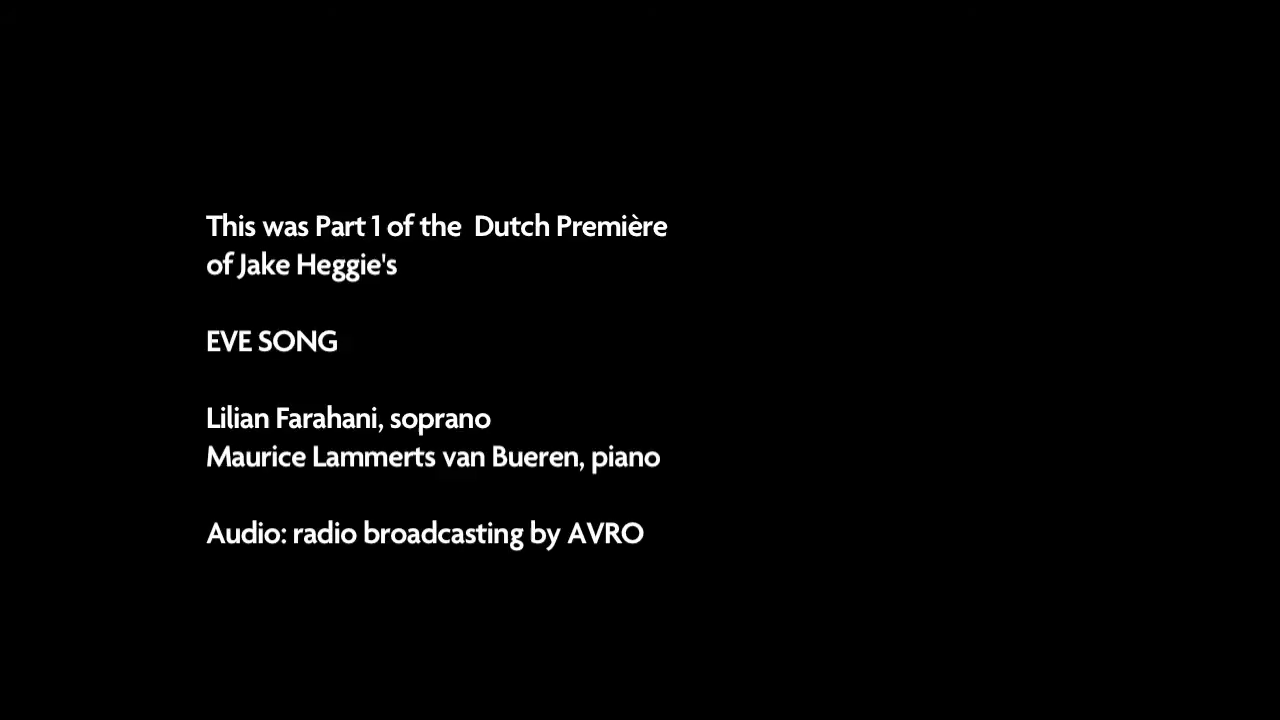 This was Part 1 of the  Dutch Première
of Jake Heggie's
EVE SONG
Lilian Farahani, soprano
Maurice Lammerts van Bueren, piano
Audio: radio broadcasting by AVRO